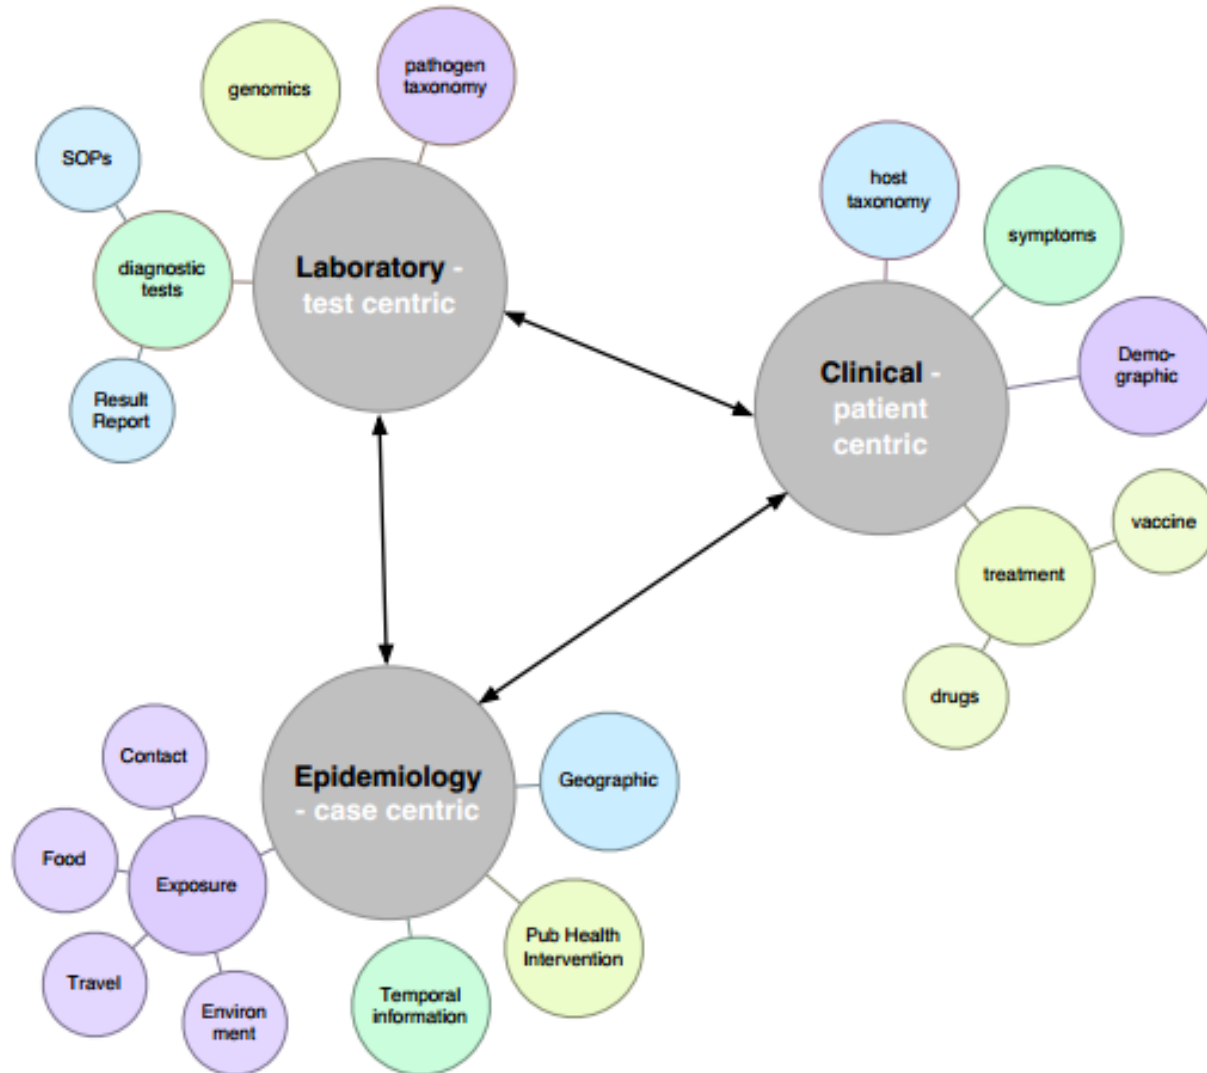 genomics
pathogen
taxonomy
SOPs
diagnostic
tests
Result
Report
Laboratory -
test centric
host
taxonomy
symptoms
Demo-
graphic
Clinical -
patient
centric
vaccine
treatment
drugs
Epidemiology
- case centric
Geographic
Contact
Food
Exposure
Travel
Environ
ment
Temporal
information
Pub Health
Intervention